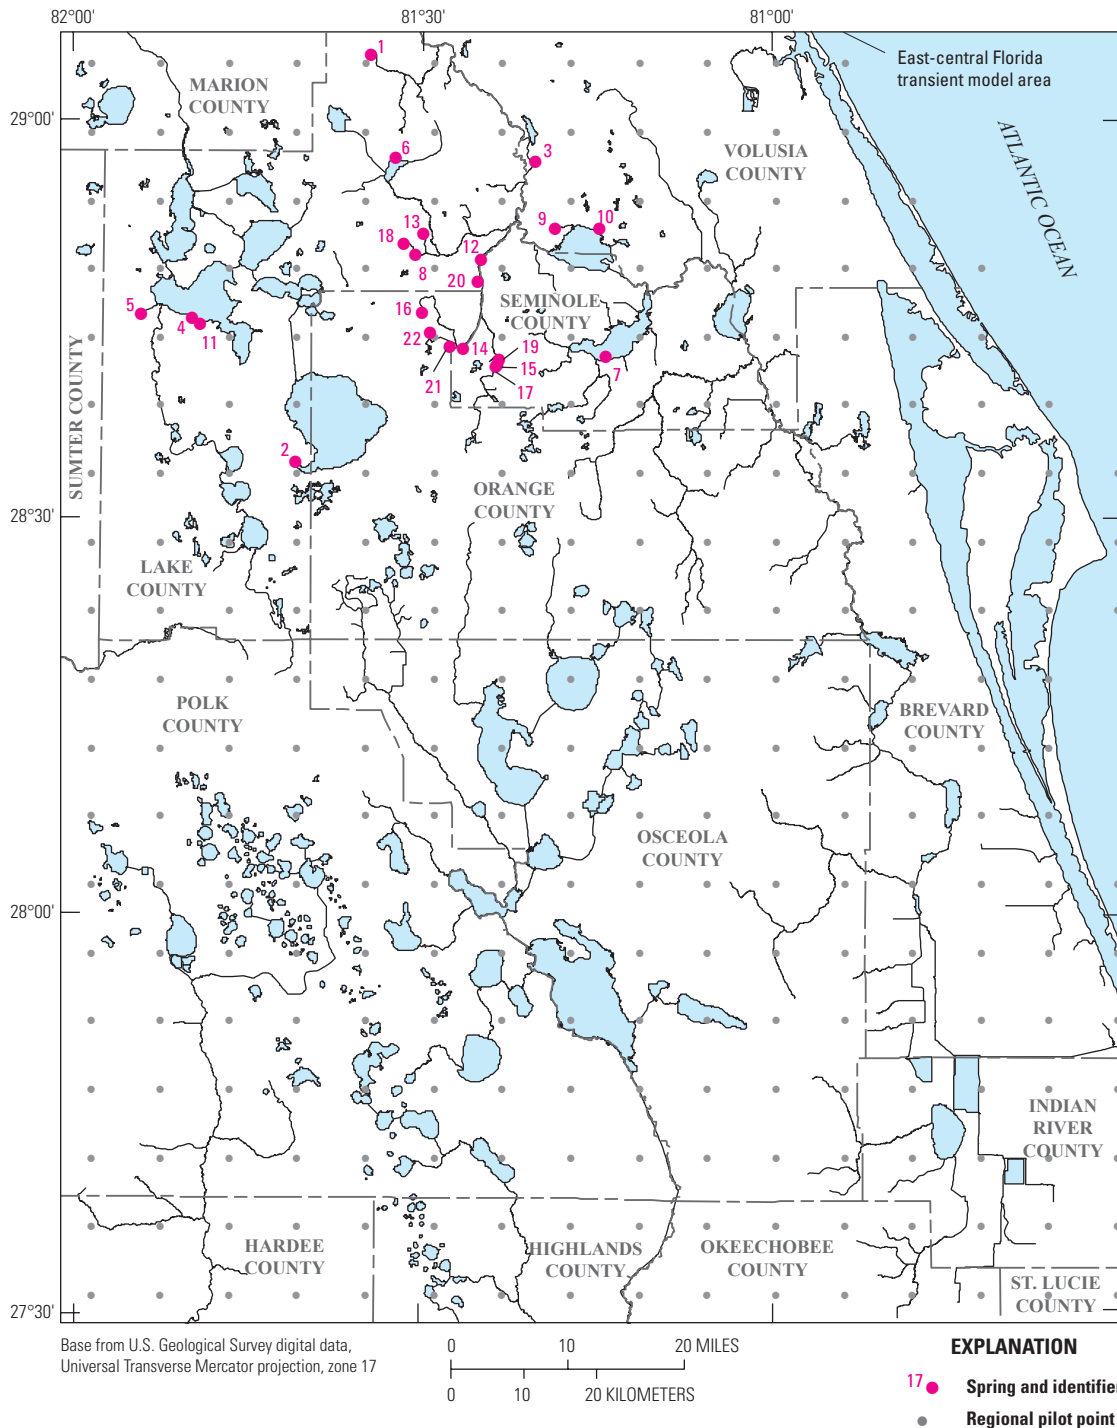 82°00'
81°30'
81°00'
1
East-central Florida
transient model area
MARION
COUNTY
29°00'
ATLANTIC OCEAN
VOLUSIA
COUNTY
6
3
13
9
10
18
8
12
20
5
4
11
16
SEMINOLE
COUNTY
22
14
19
15
7
21
17
SUMTER COUNTY
2
ORANGE
COUNTY
28°30'
LAKE
COUNTY
POLK
COUNTY
BREVARD
COUNTY
OSCEOLA
COUNTY
28°00'
INDIAN
RIVER
COUNTY
HARDEE
COUNTY
HIGHLANDS
COUNTY
OKEECHOBEE
COUNTY
ST. LUCIE
COUNTY
27°30'
Base from U.S. Geological Survey digital data,
Universal Transverse Mercator projection, zone 17
0 10 20 MILES
0 10 20 KILOMETERS
EXPLANATION
17 Spring and identifier
Regional pilot point